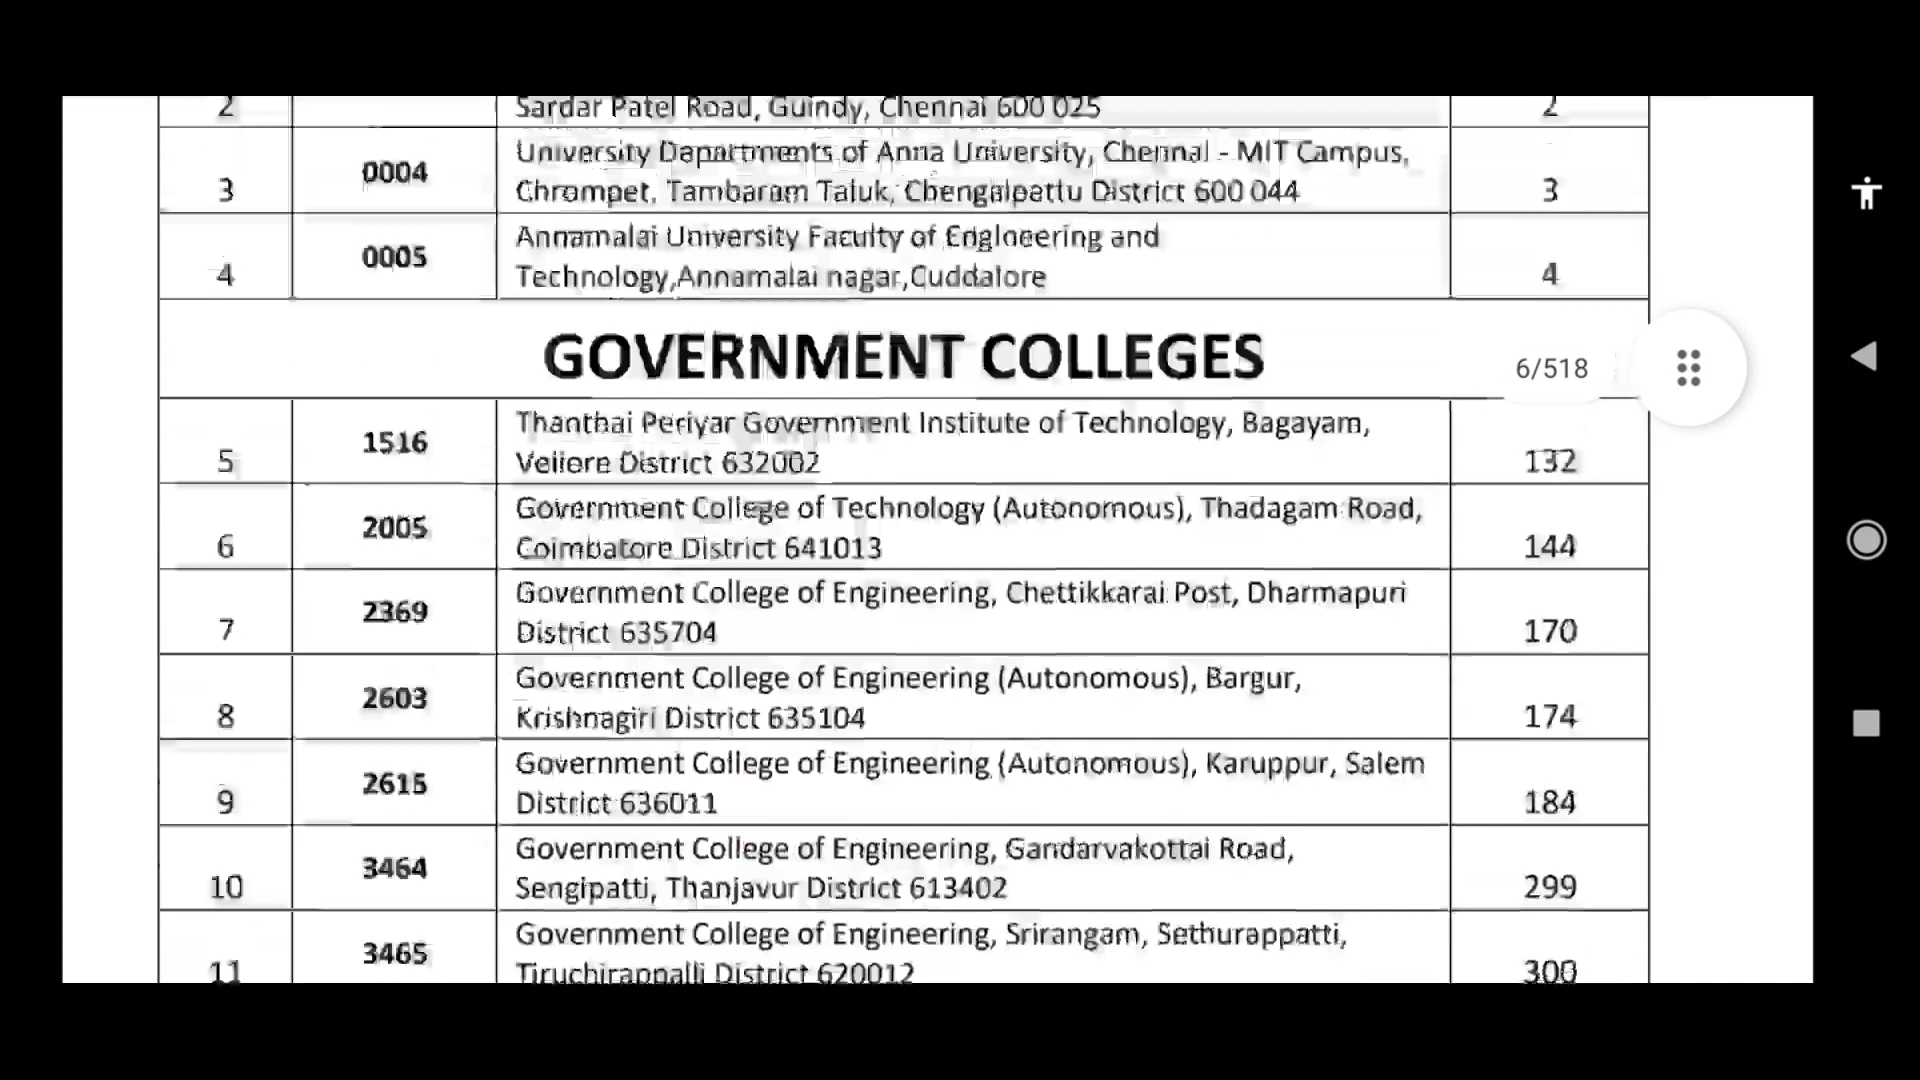 2 Sardar Patel Road, Guindy, Chennai 600 025 2
University Departments of Anna University, Chennai - MIT Campus,
3 0004 Chrompet, Tambaram Taluk, Chengalpattu District 600 044 3
Annamalai University Faculty of Engineering and
4 0005 Technology,Annamalai nagar,Cuddalore 4
GOVERNMENT COLLEGES
6/518
Thanthai Periyar Government Institute of Technology, Bagayam,
5 1516 Vellore District 632002 132
Government College of Technology (Autonomous), Thadagam Road,
6 2005 Coimbatore District 641013 144
Government College of Engineering, Chettikkarai Post, Dharmapuri
7 2369 District 635704 170
Government College of Engineering (Autonomous), Bargur,
8 2603 Krishnagiri District 635104 174
Government College of Engineering (Autonomous), Karuppur, Salem
9 2615 District 636011 184
Government College of Engineering, Gandarvakottai Road,
10 3464 Sengipatti, Thanjavur District 613402 299
Government College of Engineering, Srirangam, Sethurappatti,
11 3465 Tiruchirappalli District 620012 300